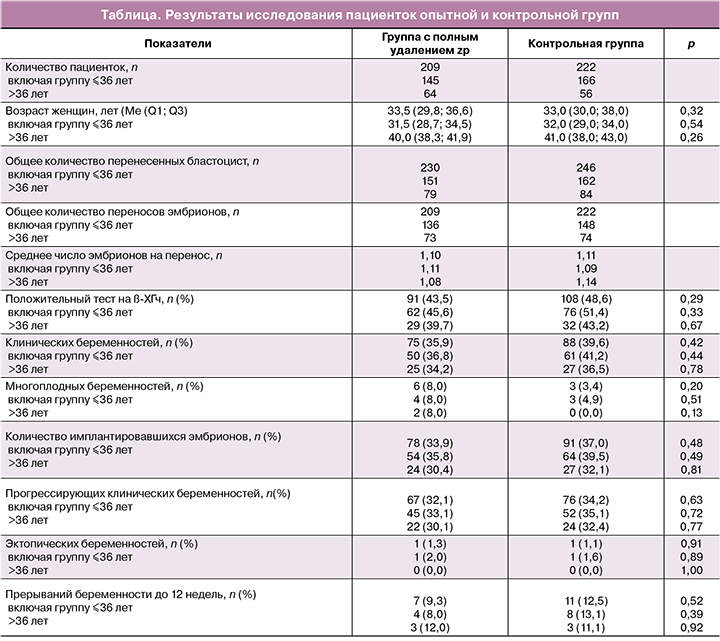 Таблица. Результаты исследования пациенток опытной и контрольной групп
Показатели | Группа с полным удалением zp | Контрольная группа | p
Количество пациенток, n | 209 | 222
включая группу ⩽36 лет | 145 | 166
>36 лет | 64 | 56
Возраст женщин, лет (Me (Q1; Q3) | 33,5 (29,8; 36,6) | 33,0 (30,0; 38,0) | 0,32
включая группу ⩽36 лет | 31,5 (28,7; 34,5) | 32,0 (29,0; 34,0) | 0,54
>36 лет | 40,0 (38,3; 41,9) | 41,0 (38,0; 43,0) | 0,26
Общее количество перенесенных бластоцист, n | 230 | 246
включая группу ⩽36 лет | 151 | 162
>36 лет | 79 | 84
Общее количество переносов эмбрионов, n | 209 | 222
включая группу ⩽36 лет | 136 | 148
>36 лет | 73 | 74
Среднее число эмбрионов на перенос, n | 1,10 | 1,11
включая группу ⩽36 лет | 1,11 | 1,09
>36 лет | 1,08 | 1,14
Положительный тест на ß-ХГч, n (%) | 91 (43,5) | 108 (48,6) | 0,29
включая группу ⩽36 лет | 62 (45,6) | 76 (51,4) | 0,33
>36 лет | 29 (39,7) | 32 (43,2) | 0,67
Клинических беременностей, n (%) | 75 (35,9) | 88 (39,6) | 0,42
включая группу ⩽36 лет | 50 (36,8) | 61 (41,2) | 0,44
>36 лет | 25 (34,2) | 27 (36,5) | 0,78
Многоплодных беременностей, n (%) | 6 (8,0) | 3 (3,4) | 0,20
включая группу ⩽36 лет | 4 (8,0) | 3 (4,9) | 0,51
>36 лет | 2 (8,0) | 0 (0,0) | 0,13
Количество имплантировавшихся эмбрионов, n (%) | 78 (33,9) | 91 (37,0) | 0,48
включая группу ⩽36 лет | 54 (35,8) | 64 (39,5) | 0,49
>36 лет | 24 (30,4) | 27 (32,1) | 0,81
Прогрессирующих клинических беременностей, n(%) | 67 (32,1) | 76 (34,2) | 0,63
включая группу ⩽36 лет | 45 (33,1) | 52 (35,1) | 0,72
>36 лет | 22 (30,1) | 24 (32,4) | 0,77
Эктопических беременностей, n (%) | 1 (1,3) | 1 (1,1) | 0,91
включая группу ⩽36 лет | 1 (2,0) | 1 (1,6) | 0,89
>36 лет | 0 (0,0) | 0 (0,0) | 1,00
Прерываний беременности до 12 недель, n (%) | 7 (9,3) | 11 (12,5) | 0,52
включая группу ⩽36 лет | 4 (8,0) | 8 (13,1) | 0,39
>36 лет | 3 (12,0) | 3 (11,1) | 0,92